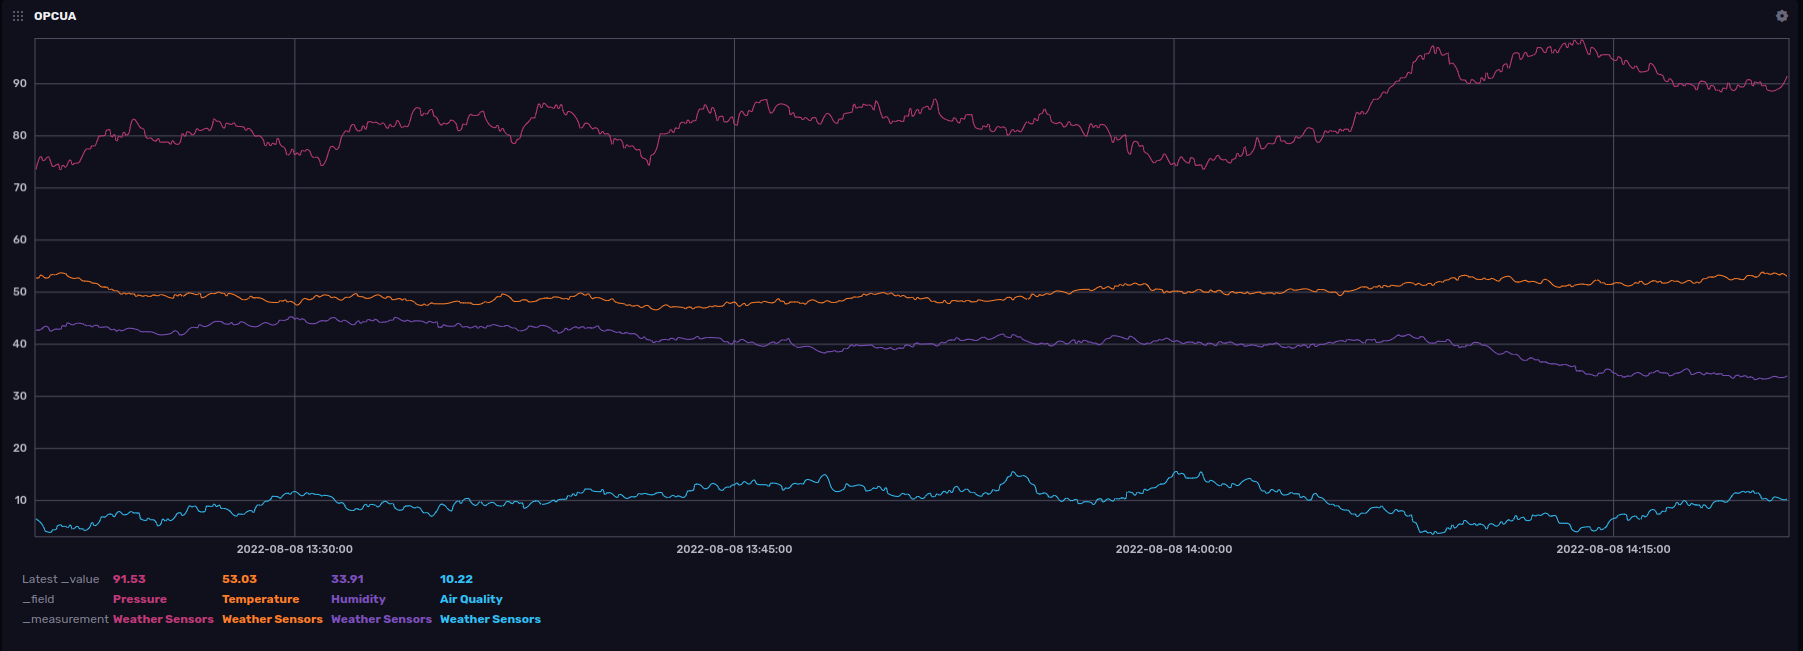 OPCUA
90
80
70
60
50
40
30
20
10
2022-08-08 13:30:00 2022-08-08 13:45:00 2022-08-08 14:00:00 2022-08-08 14:15:00
Latest _value 91.53 53.03 33.91 10.22
_field Pressure Temperature Humidity Air Quality
_measurement Weather Sensors Weather Sensors Weather Sensors Weather Sensors